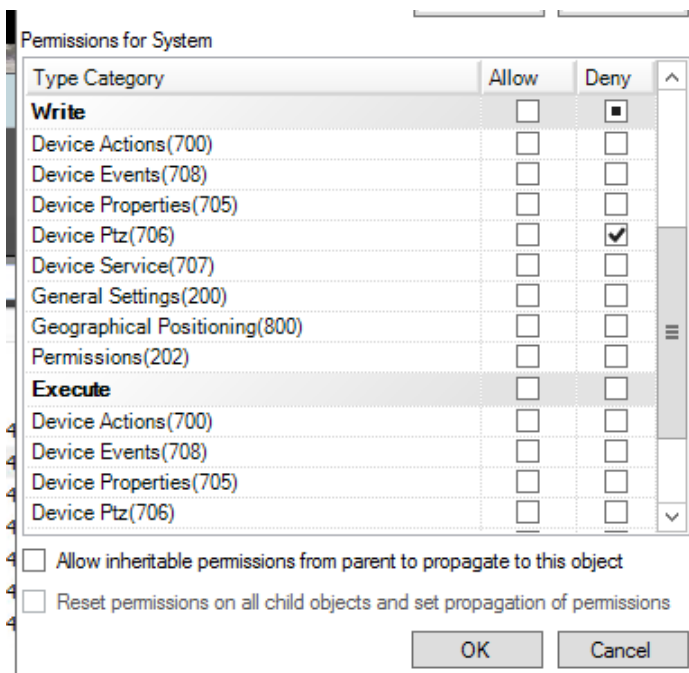 Permissions for System
Type Category Allow Deny
Write
Device Actions(700)
Device Events(708)
Device Properties(705)
Device Ptz(706)
Device Service(707)
General Settings(200)
Geographical Positioning(800)
Permissions(202)
Execute
Device Actions(700)
Device Events(708)
Device Properties(705)
Device Ptz(706)
Allow inheritable permissions from parent to propagate to this object
Reset permissions on all child objects and set propagation of permissions
OK Cancel